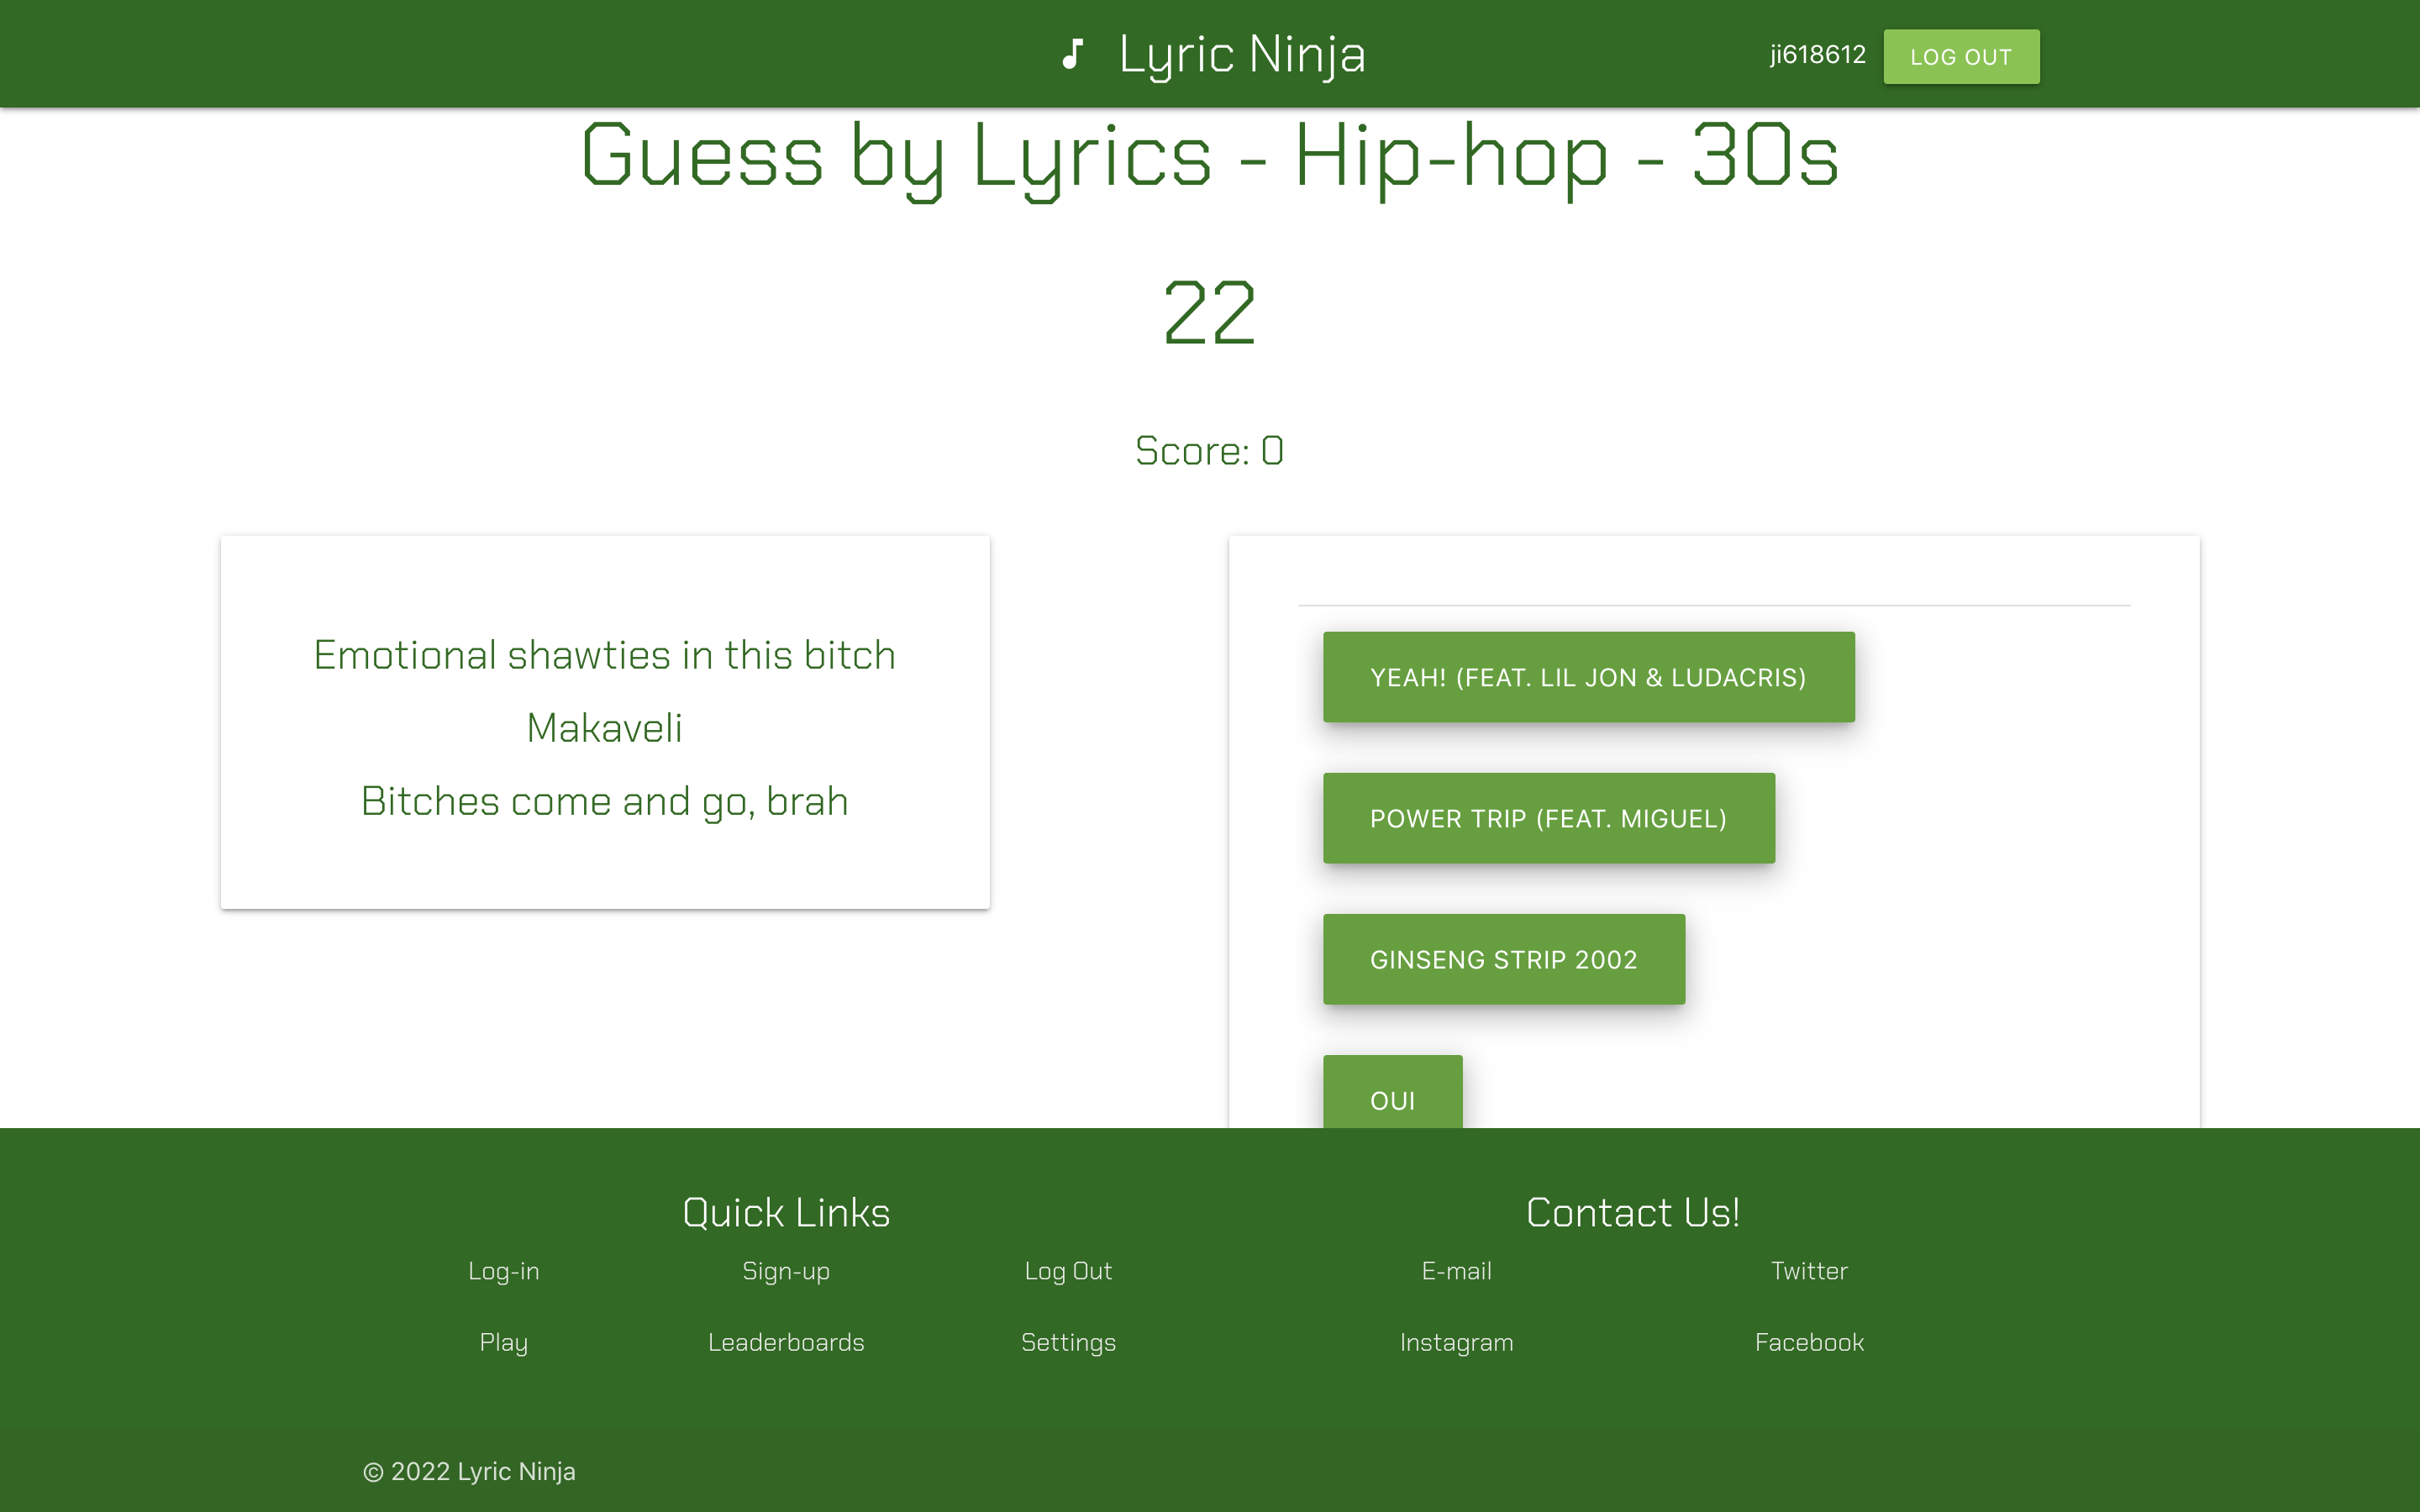 Lyric Ninja
ji618612
LOG OUT
Guess by Lyrics - Hip-hop - 30s
22
Score: 0
Emotional shawties in this bitch
Makaveli
Bitches come and go, brah
YEAH! (FEAT. LIL JON & LUDACRIS)
POWER TRIP (FEAT. MIGUEL)
GINSENG STRIP 2002
OUI
Quick Links
Log-in Sign-up Log Out
Play Leaderboards Settings
Contact Us!
E-mail Twitter
Instagram Facebook
© 2022 Lyric Ninja